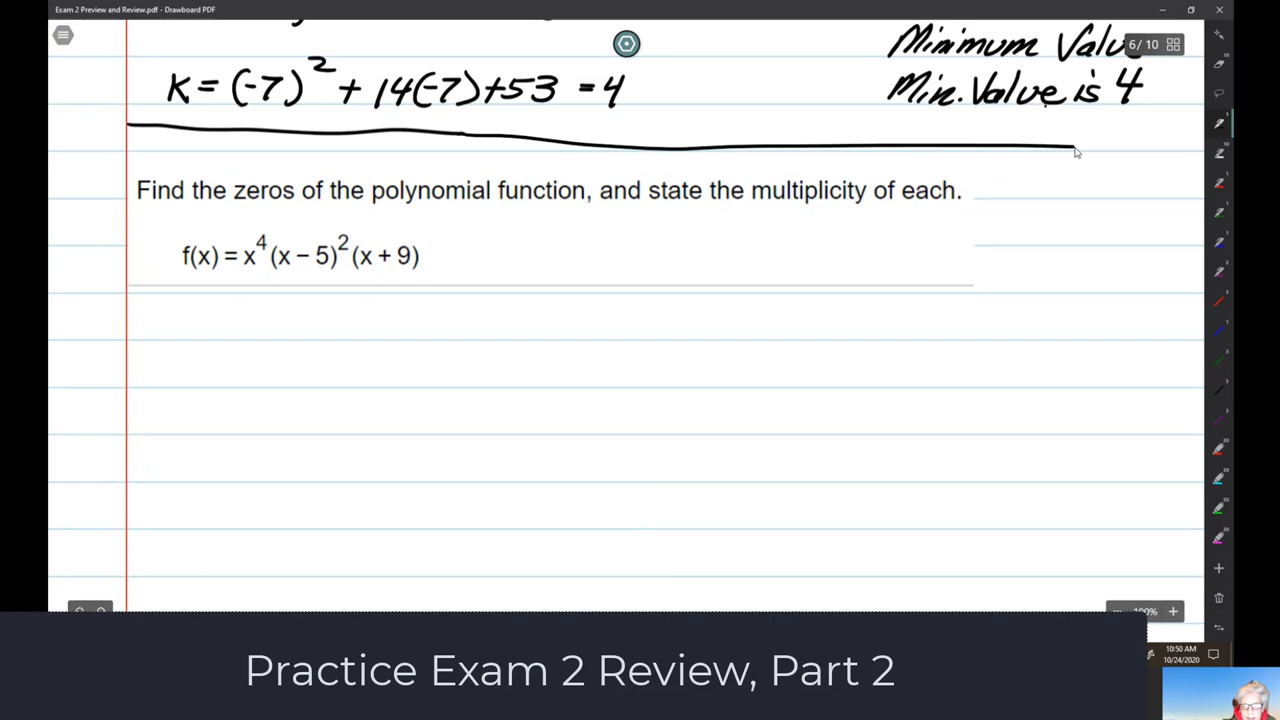 Exam 2 Preview and Review.pdf - Drawboard PDF
6/10
Minimum Valu
K = (-7)² + 14(-7)+53 = 4
Min. Value is 4
Find the zeros of the polynomial function, and state the multiplicity of each.
f(x) = x⁴(x − 5)²(x + 9)
100%
10:50 AM
10/24/2020
Practice Exam 2 Review, Part 2